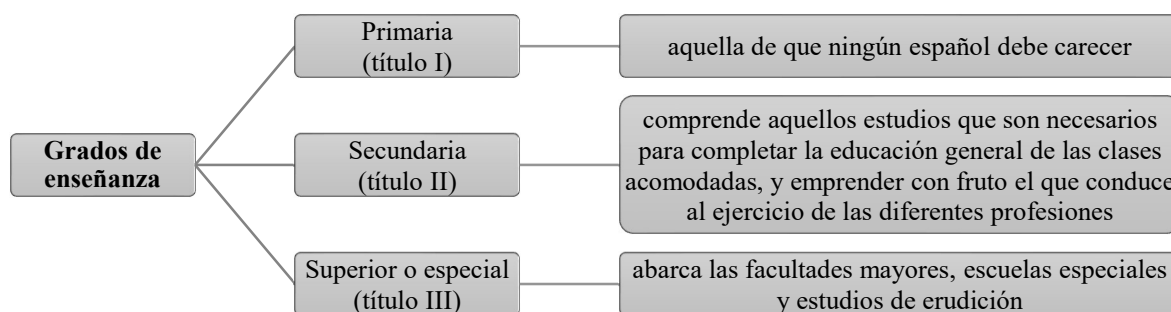 Grados de
enseñanza
Primaria
(título I)
aquella de que ningún español debe carecer
Secundaria
(título II)
comprende aquellos estudios que son necesarios
para completar la educación general de las clases
acomodadas, y emprender con fruto el que conduce
al ejercicio de las diferentes profesiones
Superior o especial
(título III)
abarca las facultades mayores, escuelas especiales
y estudios de erudición